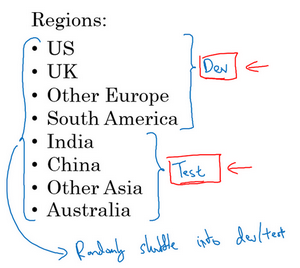 Regions:
• US
• UK
• Other Europe
• South America
Dev
• India
• China
• Other Asia
• Australia
Test
Randomly shuffle into dev/test